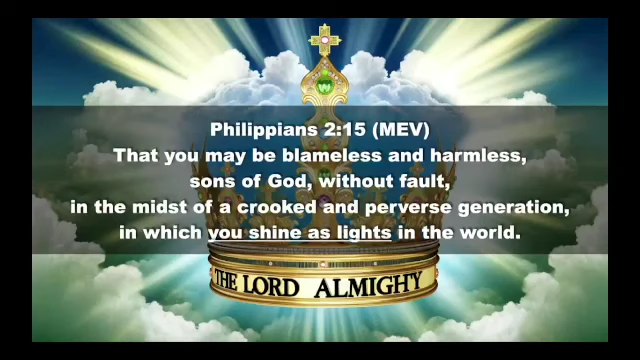 Philippians 2:15 (MEV)
That you may be blameless and harmless,
sons of God, without fault,
in the midst of a crooked and perverse generation,
in which you shine as lights in the world.
THE LORD ALMIGHTY